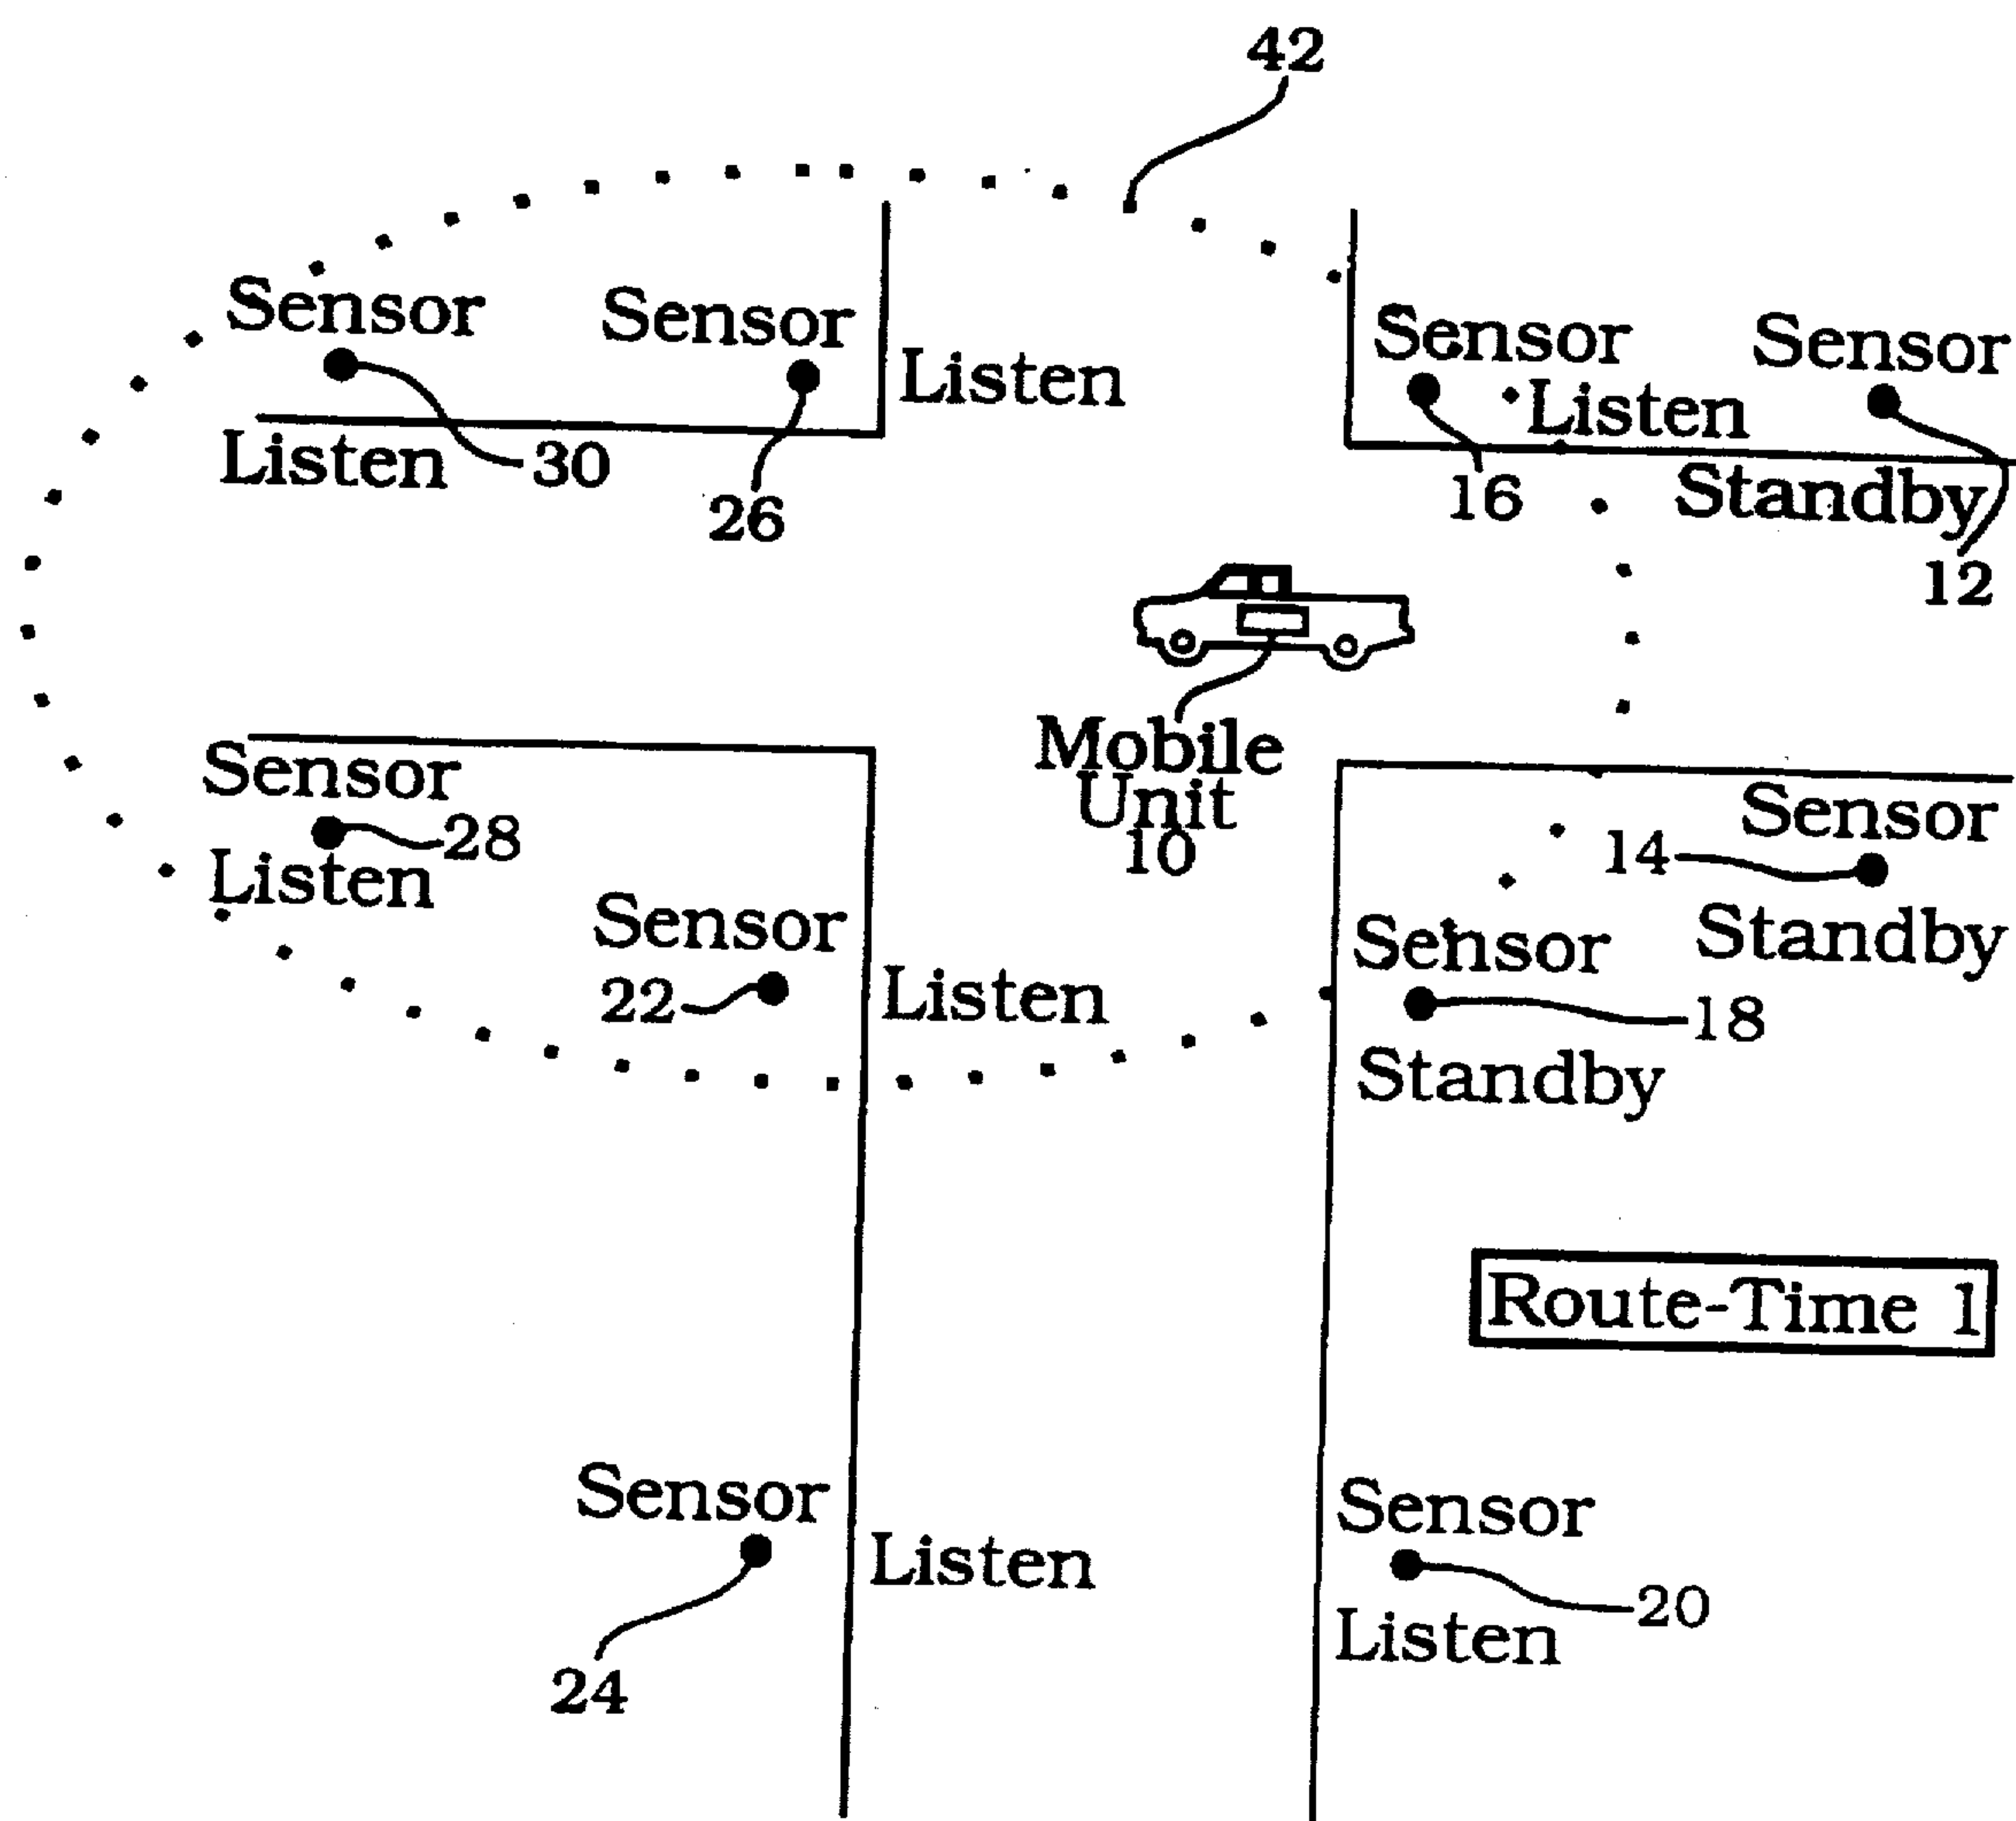 42
Sensor
Sensor
Listen
Sensor
Sensor
Listen
Listen
30
26
16
Standby
12
Mobile
Unit
10
Sensor
28
Listen
Sensor
22
Listen
Sensor
14
Standby
Sensor
18
Standby
Route-Time 1
Sensor
Listen
24
Sensor
20
Listen